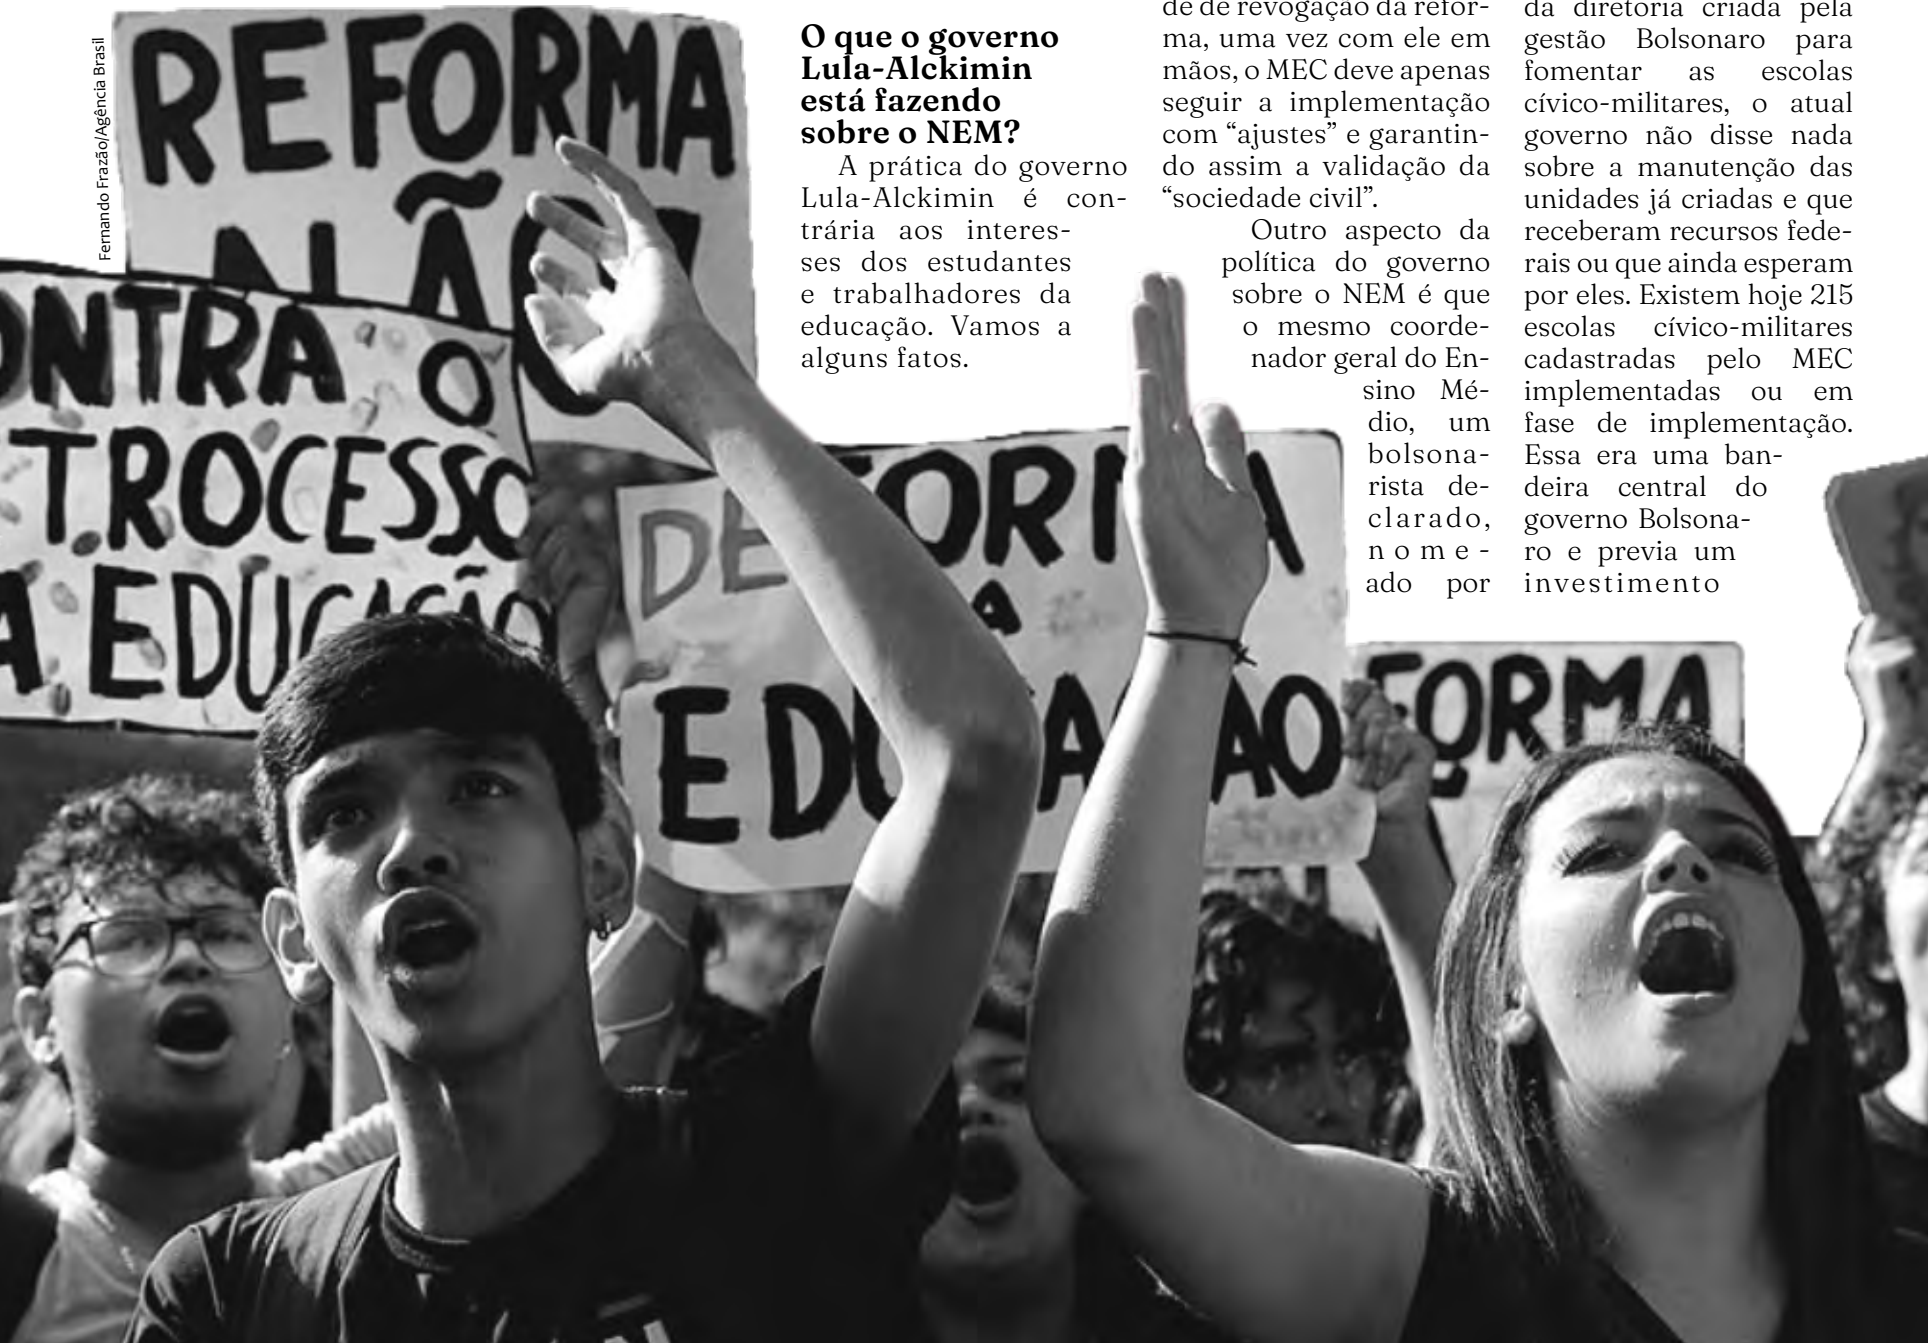 Fernando Frazão/Agência Brasil
REFORMA
NÃO!
CONTRA O
TROCESSO
A EDUCAÇÃO
DE FORMA
A
EDUCAÇÃO
FORMA
O que o governo
Lula-Alckimin
está fazendo
sobre o NEM?
A prática do governo
Lula-Alckimin é con-
trária aos interes-
ses dos estudantes
e trabalhadores da
educação. Vamos a
alguns fatos.
de de revogação da refor-
ma, uma vez com ele em
mãos, o MEC deve apenas
seguir a implementação
com “ajustes” e garantin-
do assim a validação da
“sociedade civil”.
Outro aspecto da
política do governo
sobre o NEM é que
o mesmo coorde-
nador geral do En-
sino Mé-
dio, um
bolsona-
rista de-
clarado,
nome-
ado por
da diretoria criada pela
gestão Bolsonaro para
fomentar as escolas
cívico-militares, o atual
governo não disse nada
sobre a manutenção das
unidades já criadas e que
receberam recursos fede-
rais ou que ainda esperam
por eles. Existem hoje 215
escolas cívico-militares
cadastradas pelo MEC
implementadas ou em
fase de implementação.
Essa era uma ban-
deira central do
governo Bolsona-
ro e previa um
investimento